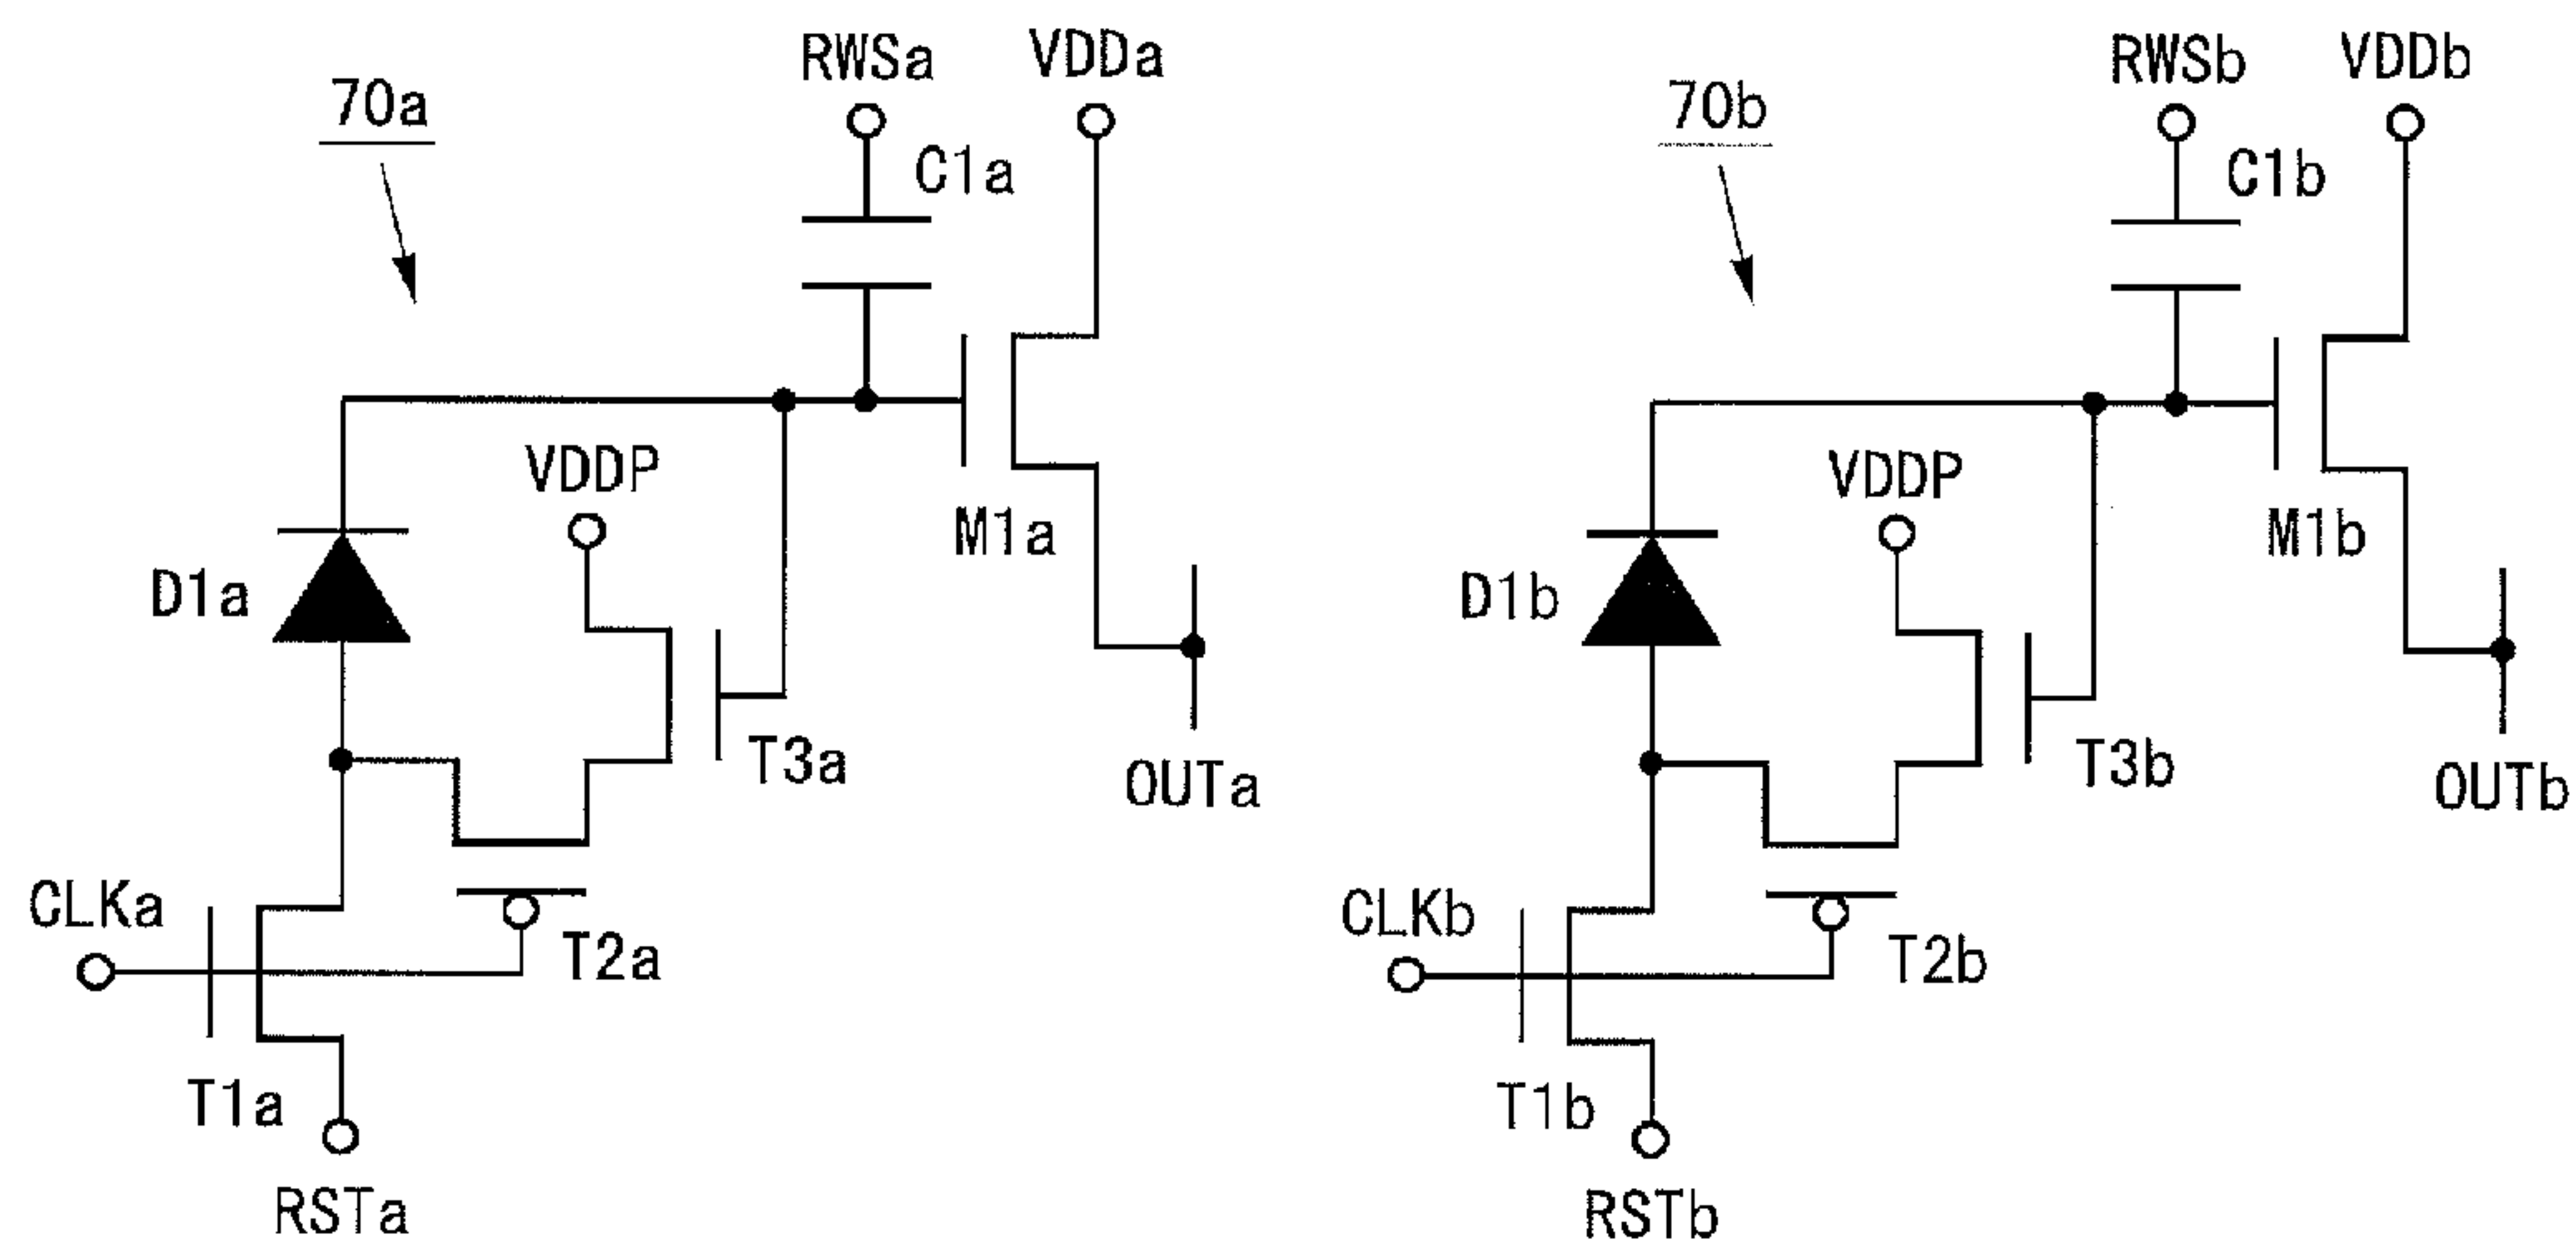 70a
RWSa
VDDa
C1a
VDDP
M1a
D1a
T3a
OUTa
CLKa
T2a
T1a
RSTa
70b
RWSb
VDDb
C1b
VDDP
M1b
D1b
T3b
OUTb
CLKb
T2b
T1b
RSTb